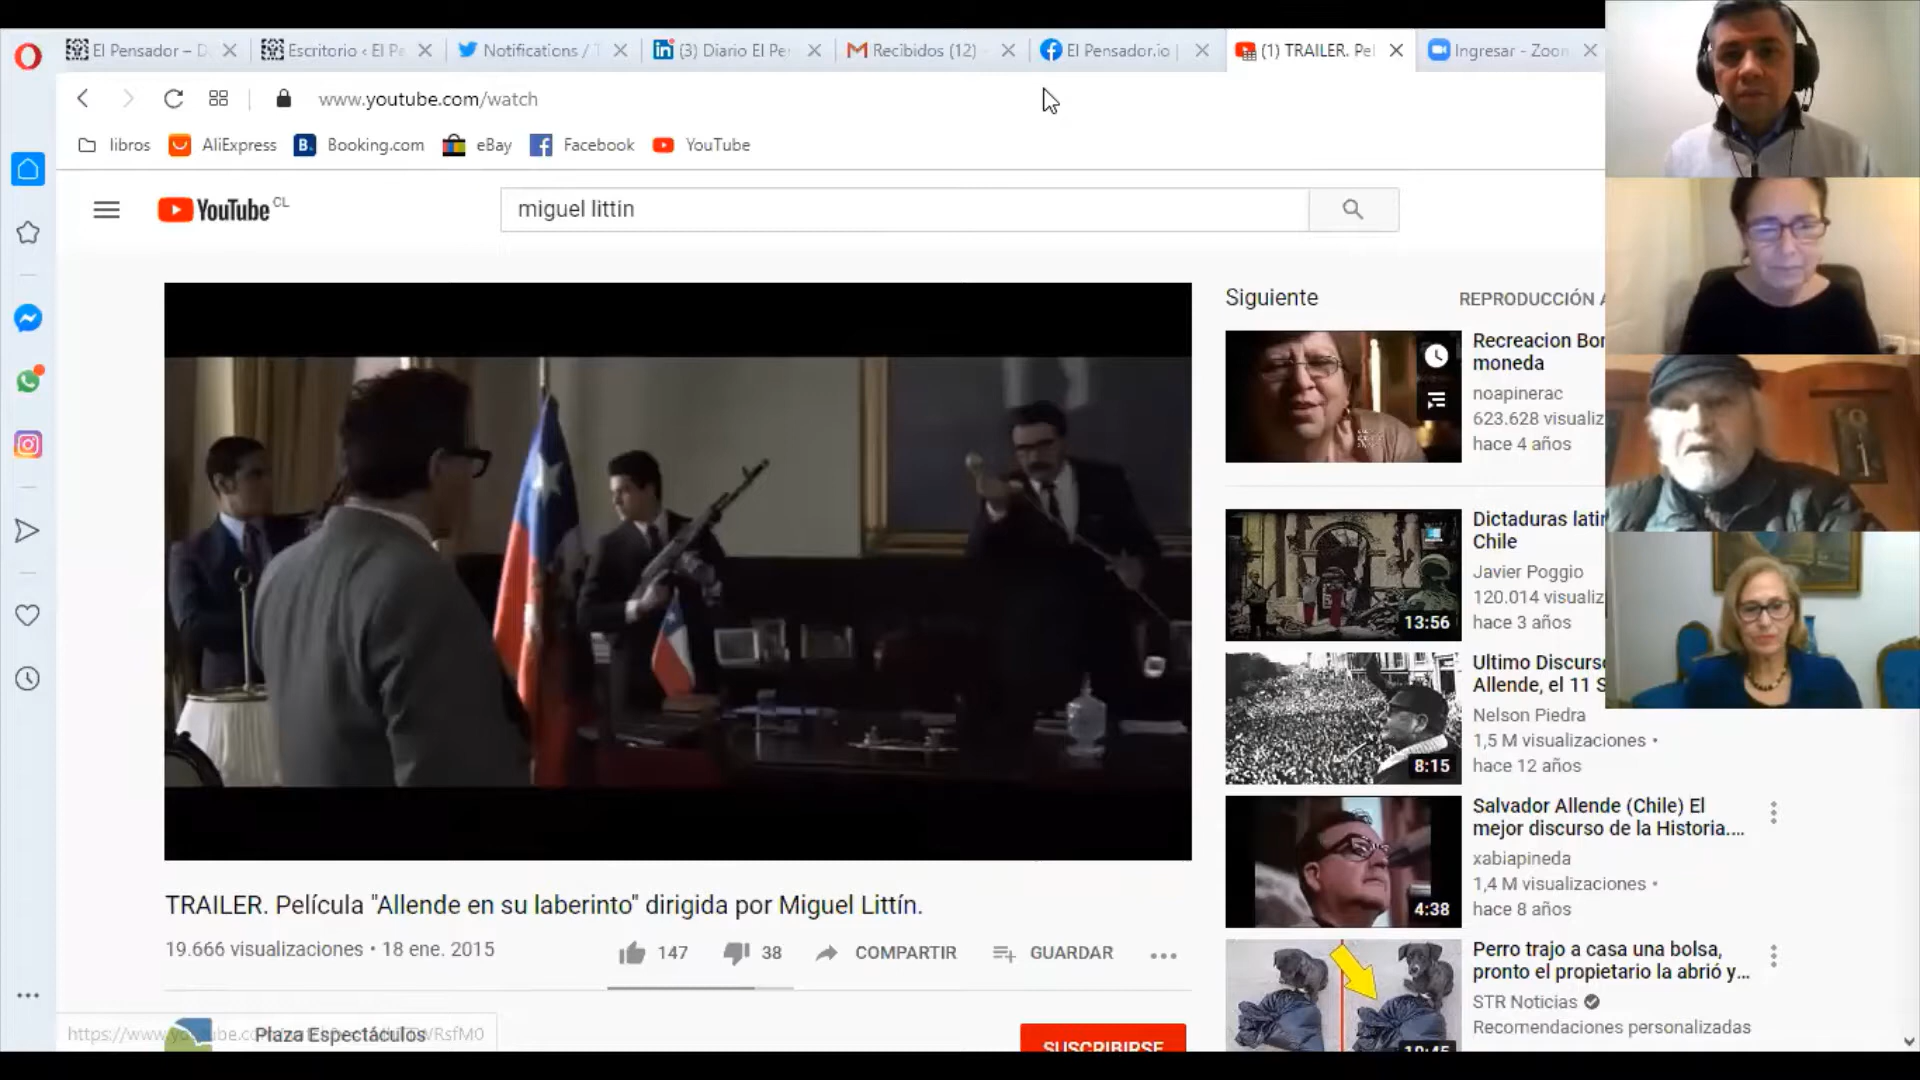 El Pensador – D
Escritorio ‹ El Pe
Notifications / T
(3) Diario El Pe
Recibidos (12) -
El Pensador.io |
(1) TRAILER. Pel
Ingresar - Zoom
www.youtube.com/watch
libros
AliExpress
B.
Booking.com
eBay
Facebook
YouTube
YouTube CL
miguel littin
Siguiente
REPRODUCCIÓN A
Recreacion Bom
moneda
noapinerac
623.628 visualiz
hace 4 años
Dictaduras latin
Chile
Javier Poggio
120.014 visualiz
hace 3 años
13:56
Ultimo Discurso
Allende, el 11 S
Nelson Piedra
1,5 M visualizaciones •
hace 12 años
8:15
Salvador Allende (Chile) El
mejor discurso de la Historia....
xabiapineda
1,4 M visualizaciones •
hace 8 años
4:38
Perro trajo a casa una bolsa,
pronto el propietario la abrió y...
STR Noticias
Recomendaciones personalizadas
10:45
TRAILER. Película "Allende en su laberinto" dirigida por Miguel Littín.
19.666 visualizaciones • 18 ene. 2015
147
38
COMPARTIR
GUARDAR
Plaza Espectáculos
SUSCRIBIRSE